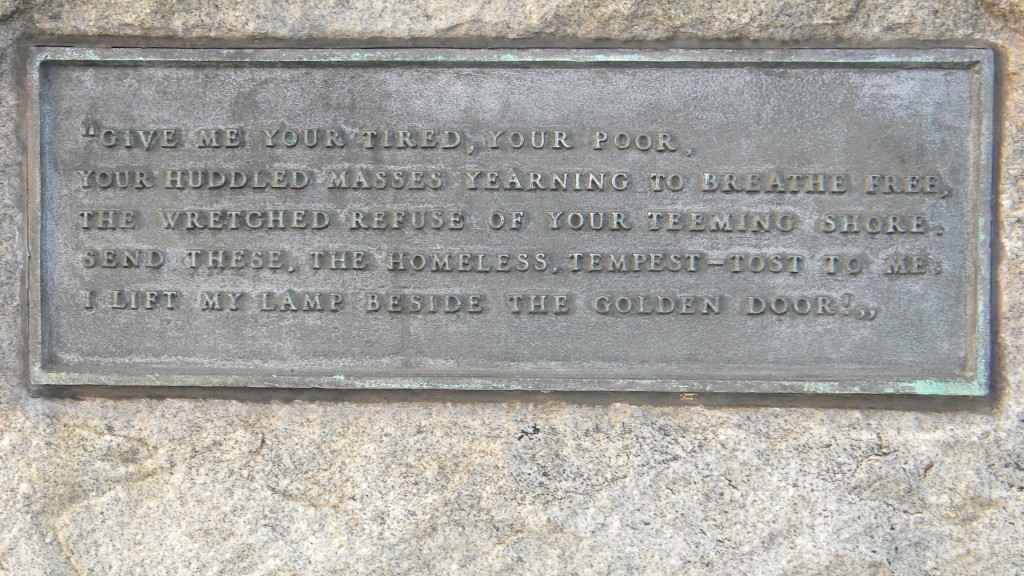 "GIVE ME YOUR TIRED, YOUR POOR,
YOUR HUDDLED MASSES YEARNING TO BREATHE FREE,
THE WRETCHED REFUSE OF YOUR TEEMING SHORE.
SEND THESE, THE HOMELESS, TEMPEST-TOST TO ME:
I LIFT MY LAMP BESIDE THE GOLDEN DOOR!„